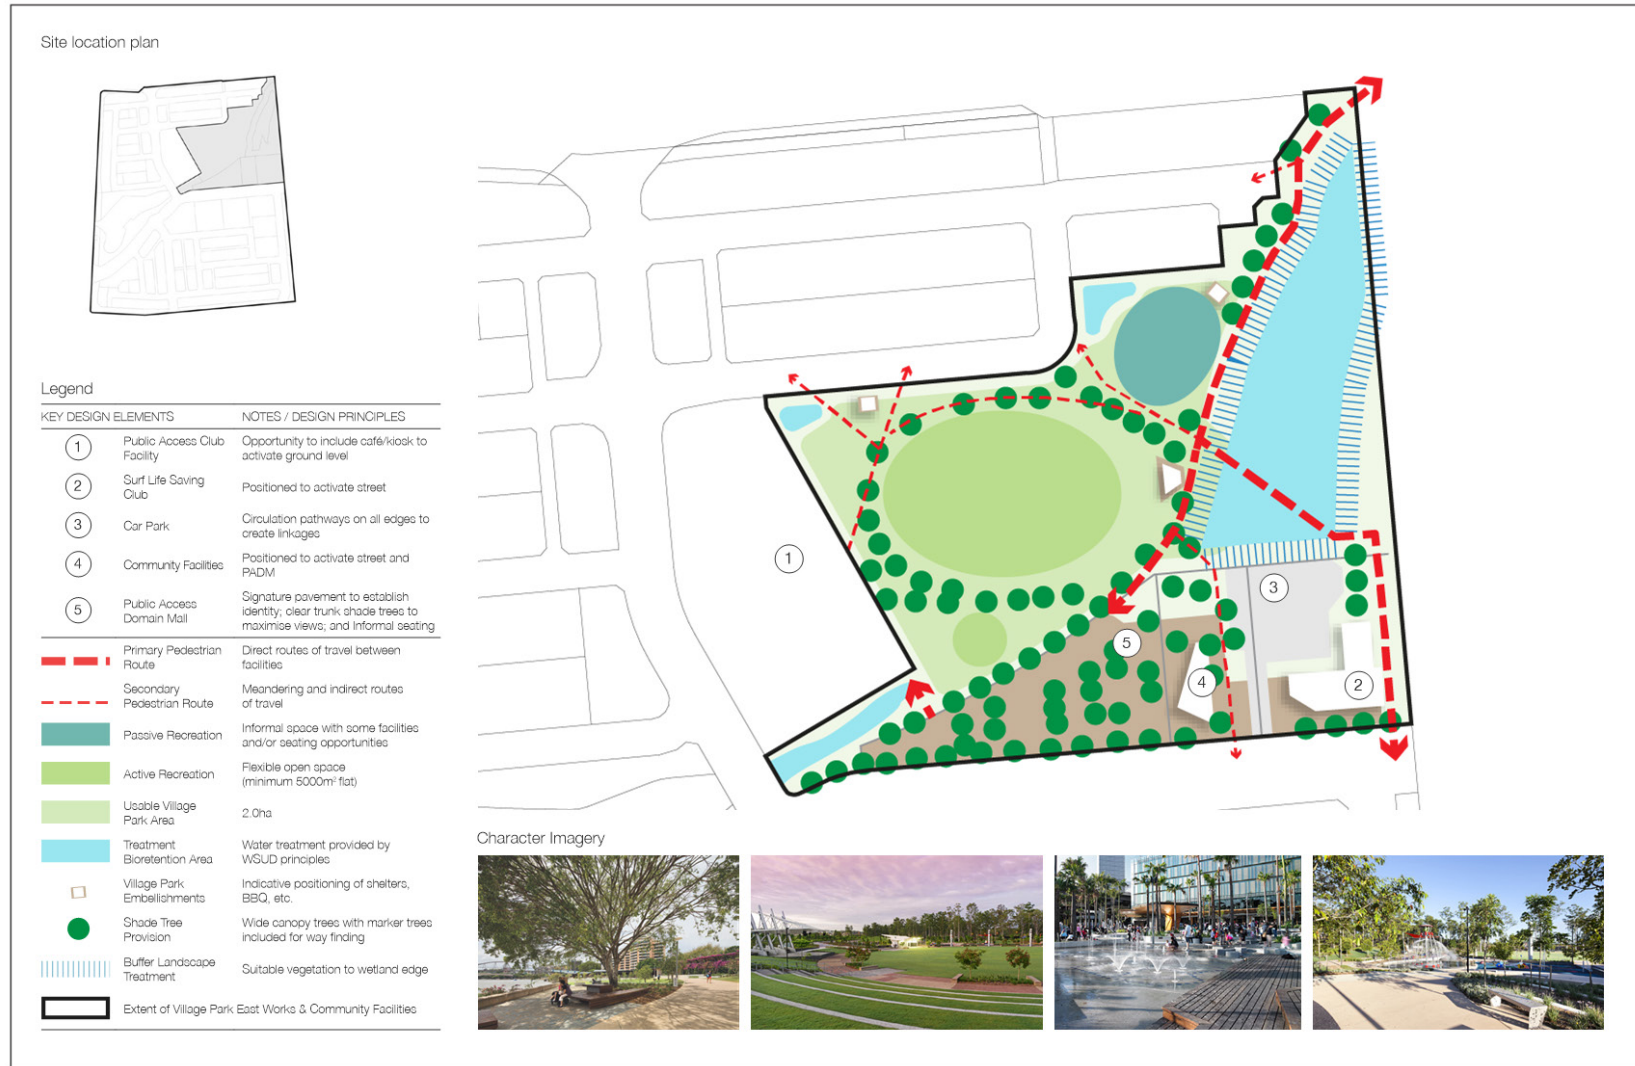 Site location plan
Legend
KEY DESIGN ELEMENTS NOTES / DESIGN PRINCIPLES
1 Public Access Club Facility Opportunity to include café/kiosk to activate ground level
2 Surf Life Saving Club Positioned to activate street
3 Car Park Circulation pathways on all edges to create linkages
4 Community Facilities Positioned to activate street and PADM
5 Public Access Domain Mall Signature pavement to establish identity; clear trunk shade trees to maximise views; and Informal seating
Primary Pedestrian Route Direct routes of travel between facilities
Secondary Pedestrian Route Meandering and indirect routes of travel
Passive Recreation Informal space with some facilities and/or seating opportunities
Active Recreation Flexible open space (minimum 5000m² flat)
Usable Village Park Area 2.0ha
Treatment Bioretention Area Water treatment provided by WSUD principles
Village Park Embellishments Indicative positioning of shelters, BBQ, etc.
Shade Tree Provision Wide canopy trees with marker trees included for way finding
Buffer Landscape Treatment Suitable vegetation to wetland edge
Extent of Village Park East Works & Community Facilities
1
3
5
4
2
Character Imagery